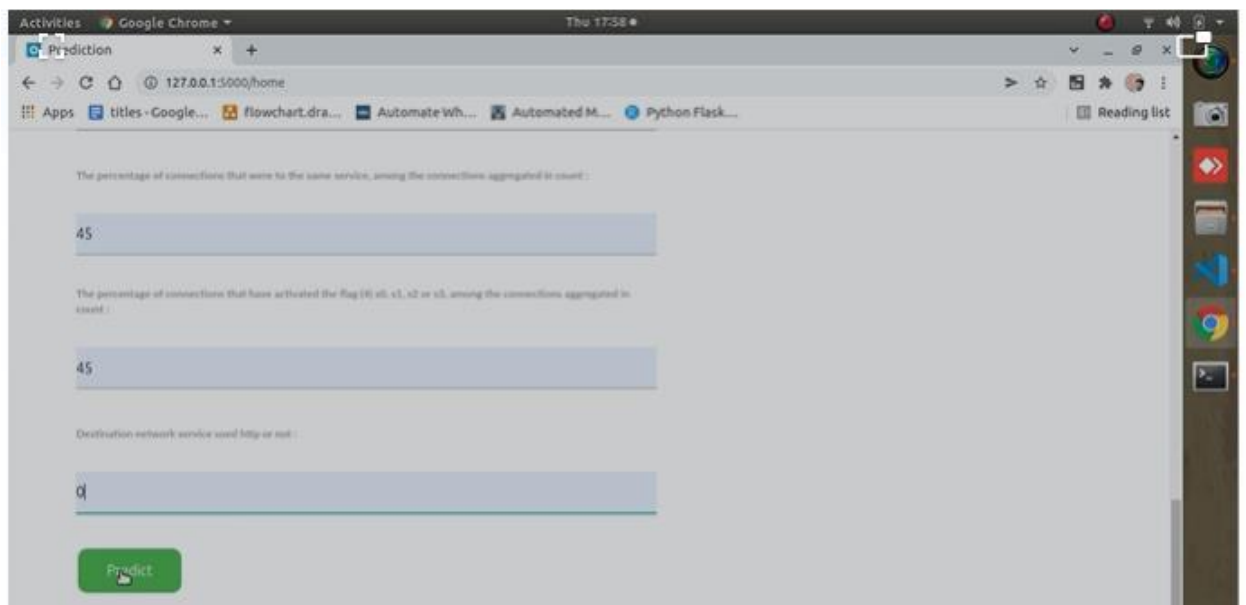 Activities Google Chrome Thu 17:58
Prediction
127.0.0.1:5000/home
Apps titles - Google... flowchart.dra... Automate Wh... Automated M... Python Flask... Reading list
The percentage of connections that were to the same service, among the connections aggregated in count :
45
The percentage of connections that have activated the flag (4) s0, s1, s2 or s3, among the connections aggregated in
count :
45
Destination network service used http or not :
0
Predict